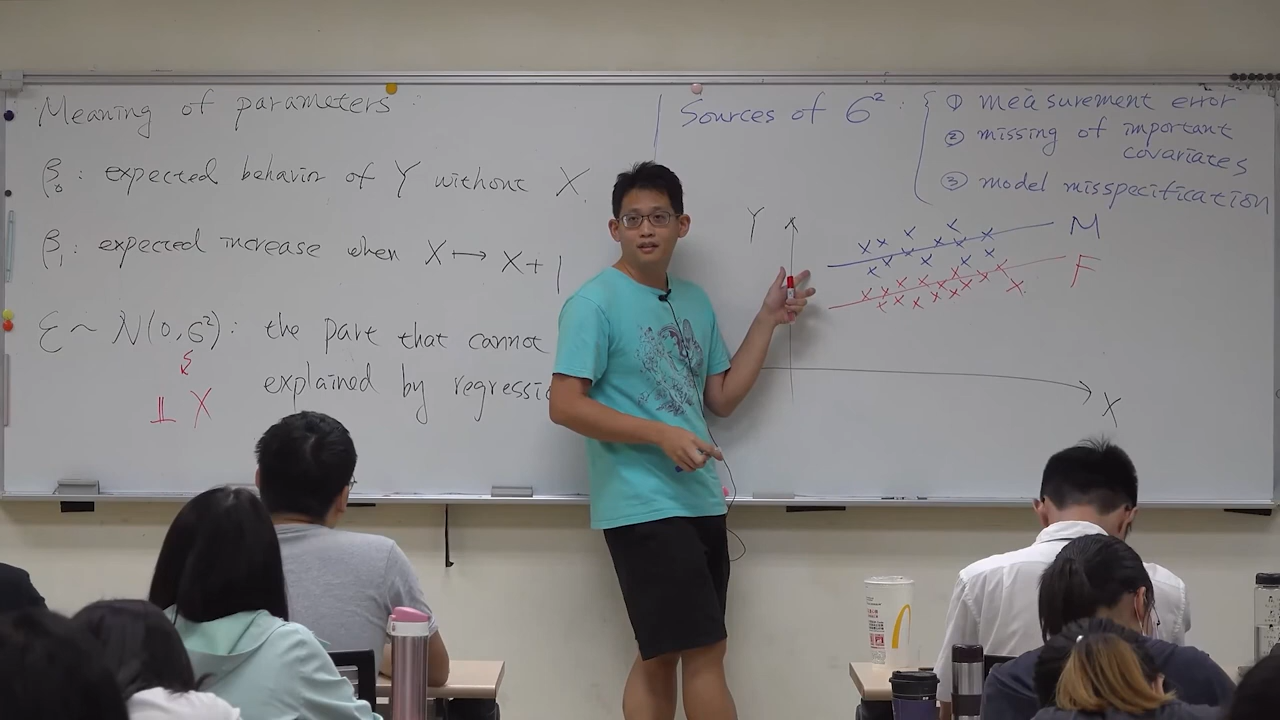 Meaning of parameters :
β₀ : expected behavior of Y without X.
β₁ : expected increase when X ↦ X+1
ε ~ N(0, σ²) : the part that cannot
explained by regressi
⫫ X
Sources of σ² :
① measurement error
② missing of important
covariates
③ model misspecification
Y
M
F
X